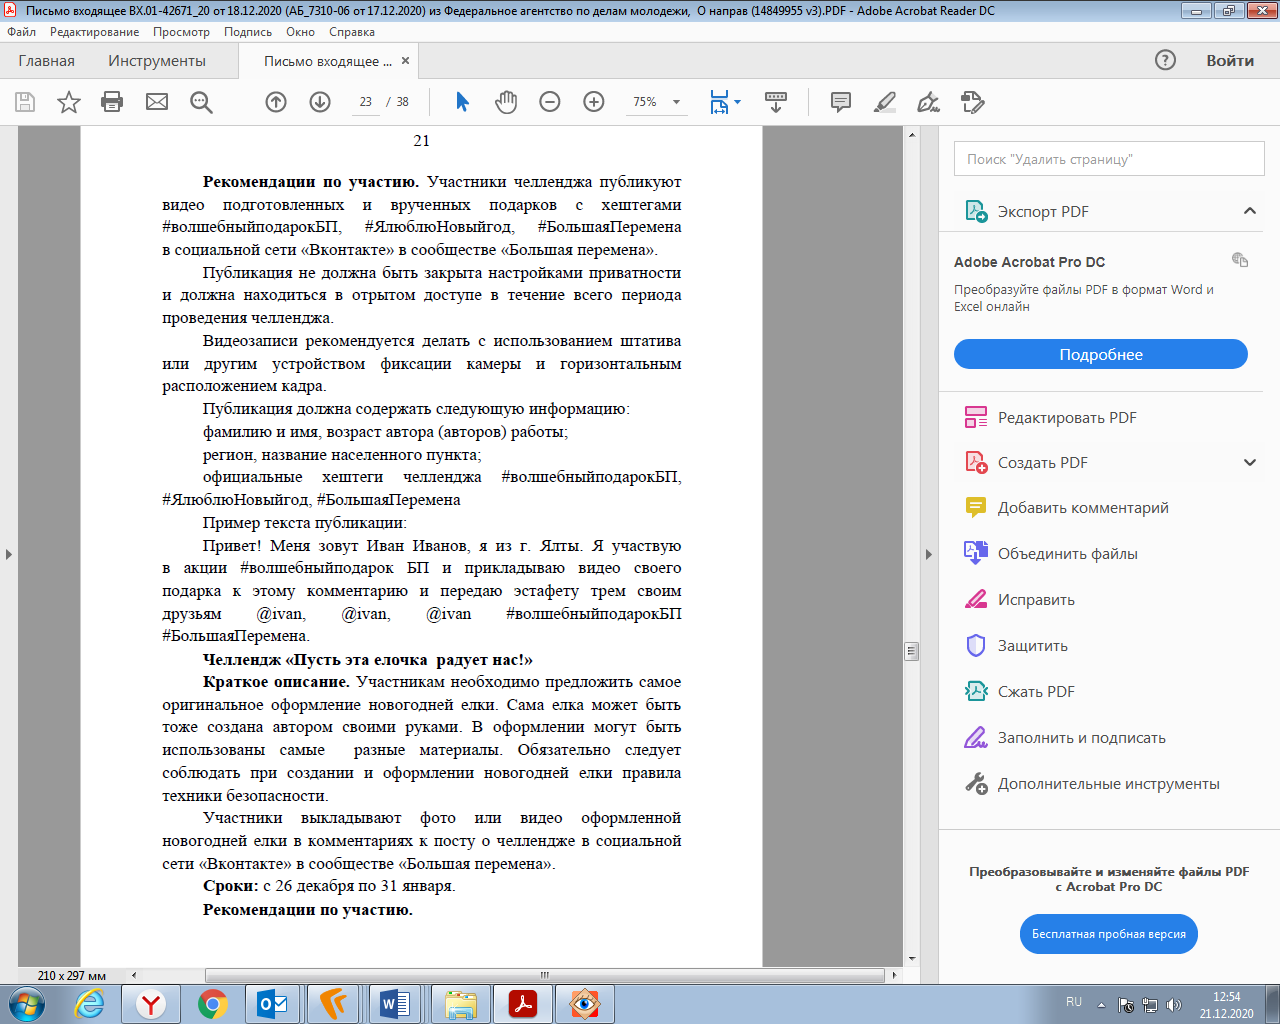 Письмо входящее ВХ.01-42671_20 от 18.12.2020 (АБ_7310-06 от 17.12.2020) из Федеральное агентство по делам молодежи,  О направ (14849955 v3).PDF - Adobe Acrobat Reader DC
Файл Редактирование Просмотр Подпись Окно Справка
Главная Инструменты Письмо входящее ... × ? Войти
23 / 38 75%
21
Рекомендации по участию. Участники челленджа публикуют
видео подготовленных и врученных подарков с хештегами
#волшебныйподарокБП, #ЯлюблюНовыйгод, #БольшаяПеремена
в социальной сети «Вконтакте» в сообществе «Большая перемена».
Публикация не должна быть закрыта настройками приватности
и должна находиться в отрытом доступе в течение всего периода
проведения челленджа.
Видеозаписи рекомендуется делать с использованием штатива
или другим устройством фиксации камеры и горизонтальным
расположением кадра.
Публикация должна содержать следующую информацию:
фамилию и имя, возраст автора (авторов) работы;
регион, название населенного пункта;
официальные хештеги челленджа #волшебныйподарокБП,
#ЯлюблюНовыйгод, #БольшаяПеремена
Пример текста публикации:
Привет! Меня зовут Иван Иванов, я из г. Ялты. Я участвую
в акции #волшебныйподарок БП и прикладываю видео своего
подарка к этому комментарию и передаю эстафету трем своим
друзьям @ivan, @ivan, @ivan #волшебныйподарокБП
#БольшаяПеремена.
Челлендж «Пусть эта елочка  радует нас!»
Краткое описание. Участникам необходимо предложить самое
оригинальное оформление новогодней елки. Сама елка может быть
тоже создана автором своими руками. В оформлении могут быть
использованы самые  разные материалы. Обязательно следует
соблюдать при создании и оформлении новогодней елки правила
техники безопасности.
Участники выкладывают фото или видео оформленной
новогодней елки в комментариях к посту о челлендже в социальной
сети «Вконтакте» в сообществе «Большая перемена».
Сроки: с 26 декабря по 31 января.
Рекомендации по участию.
210 x 297 мм
Поиск "Удалить страницу"
Экспорт PDF
Adobe Acrobat Pro DC
Преобразуйте файлы PDF в формат Word и
Excel онлайн
Подробнее
Редактировать PDF
Создать PDF
Добавить комментарий
Объединить файлы
Исправить
Защитить
Сжать PDF
Заполнить и подписать
Дополнительные инструменты
Преобразовывайте и изменяйте файлы PDF
с Acrobat Pro DC
Бесплатная пробная версия
RU 12:54
21.12.2020